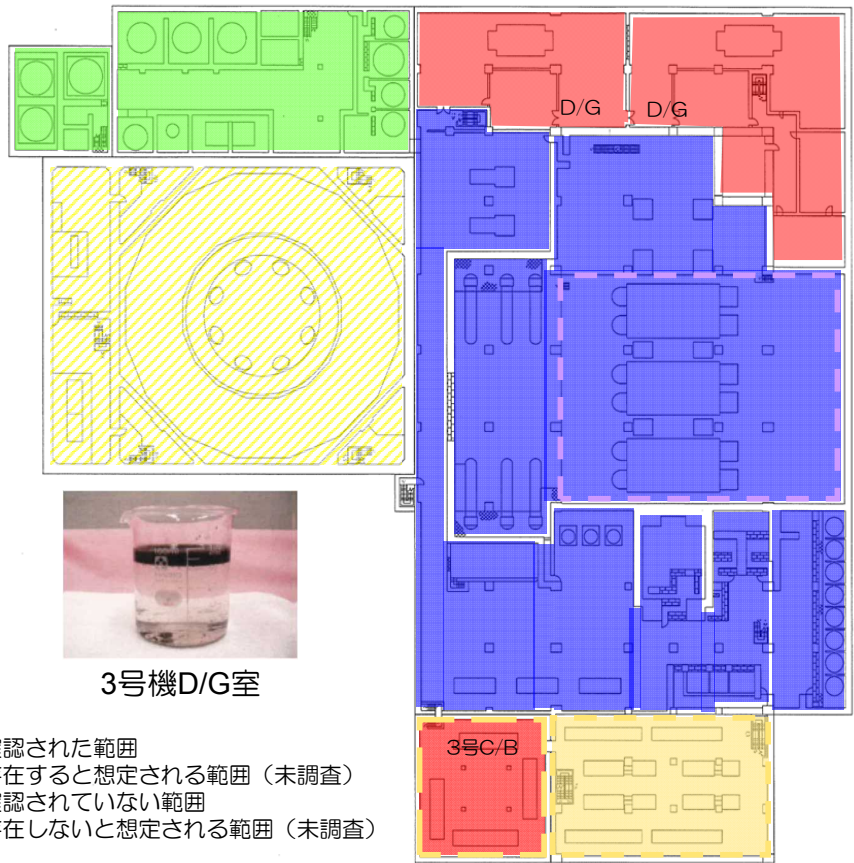 D/G
D/G
3号機D/G室
3号C/B
確認された範囲
存在すると想定される範囲（未調査）
確認されていない範囲
存在しないと想定される範囲（未調査）